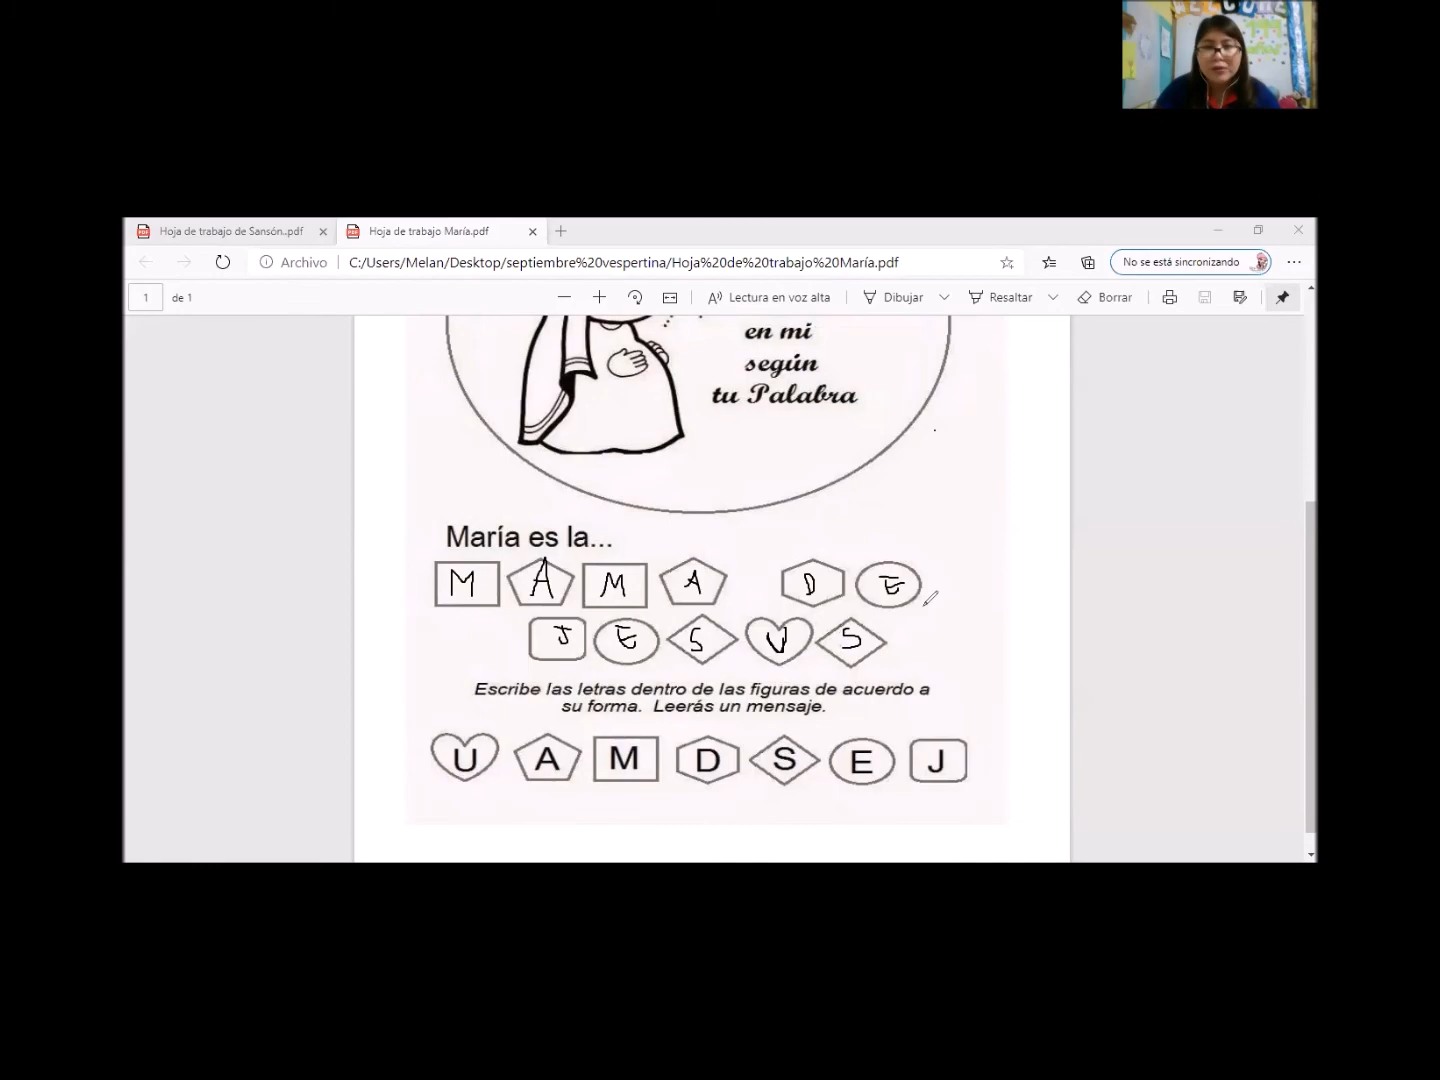 WELCOME
Hoja de trabajo de Sansón..pdf
Hoja de trabajo María.pdf
Archivo
C:/Users/Melan/Desktop/septiembre%20vespertina/Hoja%20de%20trabajo%20María.pdf
No se está sincronizando
1 de 1
Lectura en voz alta
Dibujar
Resaltar
Borrar
en mi
según
tu Palabra
María es la...
M A M A D E
J E S U S
Escribe las letras dentro de las figuras de acuerdo a
su forma. Leerás un mensaje.
U A M D S E J